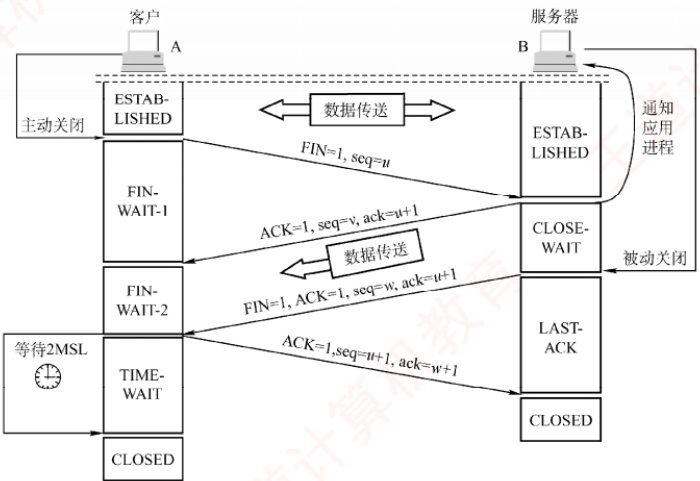 客户
服务器
A
B
ESTAB-
LISHED
数据传送
主动关闭
通知
应用
进程
ESTAB-
LISHED
FIN=1, seq=u
FIN-
WAIT-1
ACK=1, seq=v, ack=u+1
CLOSE-
WAIT
数据传送
被动关闭
FIN-
WAIT-2
FIN=1, ACK=1, seq=w, ack=u+1
LAST-
ACK
等待2MSL
ACK=1,seq=u+1, ack=w+1
TIME-
WAIT
CLOSED
CLOSED